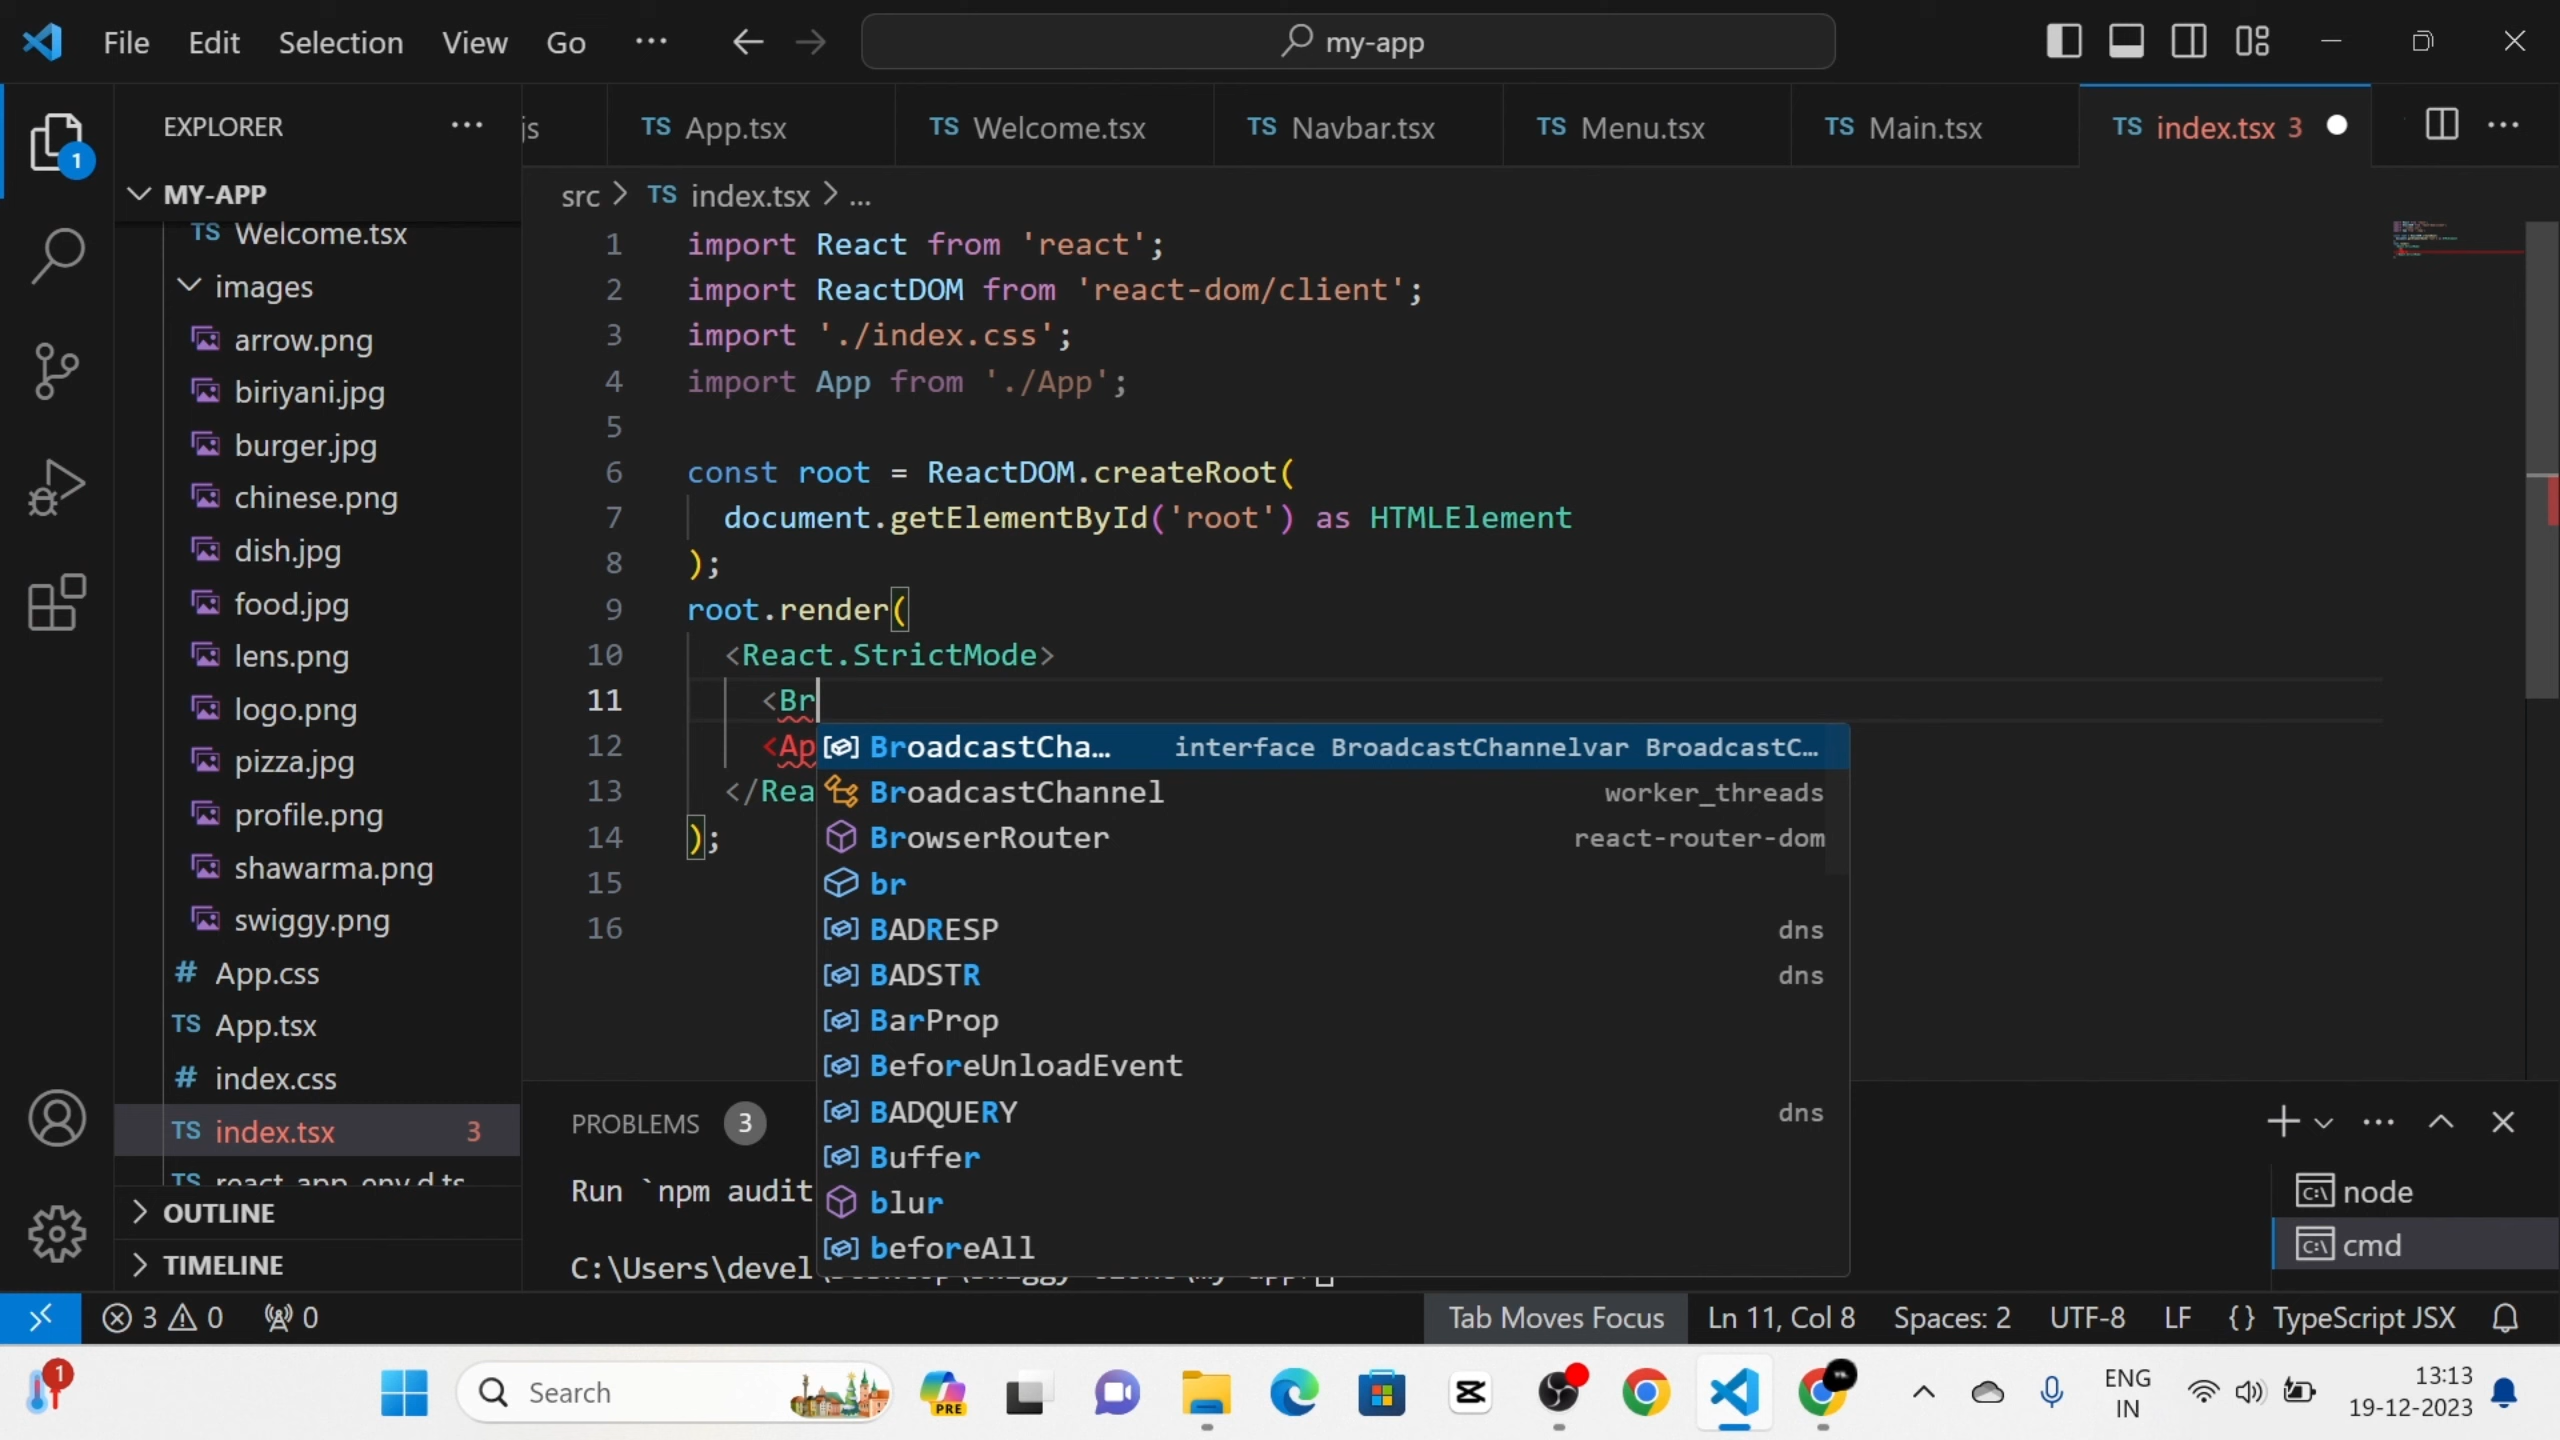 File Edit Selection View Go ··· my-app
EXPLORER ···
js
TS App.tsx
TS Welcome.tsx
TS Navbar.tsx
TS Menu.tsx
TS Main.tsx
TS index.tsx 3
1
MY-APP
src > TS index.tsx > ...
TS Welcome.tsx
images
arrow.png
biriyani.jpg
burger.jpg
chinese.png
dish.jpg
food.jpg
lens.png
logo.png
pizza.jpg
profile.png
shawarma.png
swiggy.png
# App.css
TS App.tsx
# index.css
TS index.tsx 3
TS react-app-env.d.ts
OUTLINE
TIMELINE
1 import React from 'react';
2 import ReactDOM from 'react-dom/client';
3 import './index.css';
4 import App from './App';
5
6 const root = ReactDOM.createRoot(
7 document.getElementById('root') as HTMLElement
8 );
9 root.render(
10 <React.StrictMode>
11 <Br
12 <Ap
13 </Rea
14 );
15
16
BroadcastCha... interface BroadcastChannelvar BroadcastC...
BroadcastChannel worker_threads
BrowserRouter react-router-dom
br
BADRESP dns
BADSTR dns
BarProp
BeforeUnloadEvent
BADQUERY dns
Buffer
blur
beforeAll
PROBLEMS 3
Run `npm audit
C:\Users\devel
node
cmd
3 0 0
Tab Moves Focus Ln 11, Col 8 Spaces: 2 UTF-8 LF {} TypeScript JSX
1
Search
PRE
ENG
IN
13:13
19-12-2023